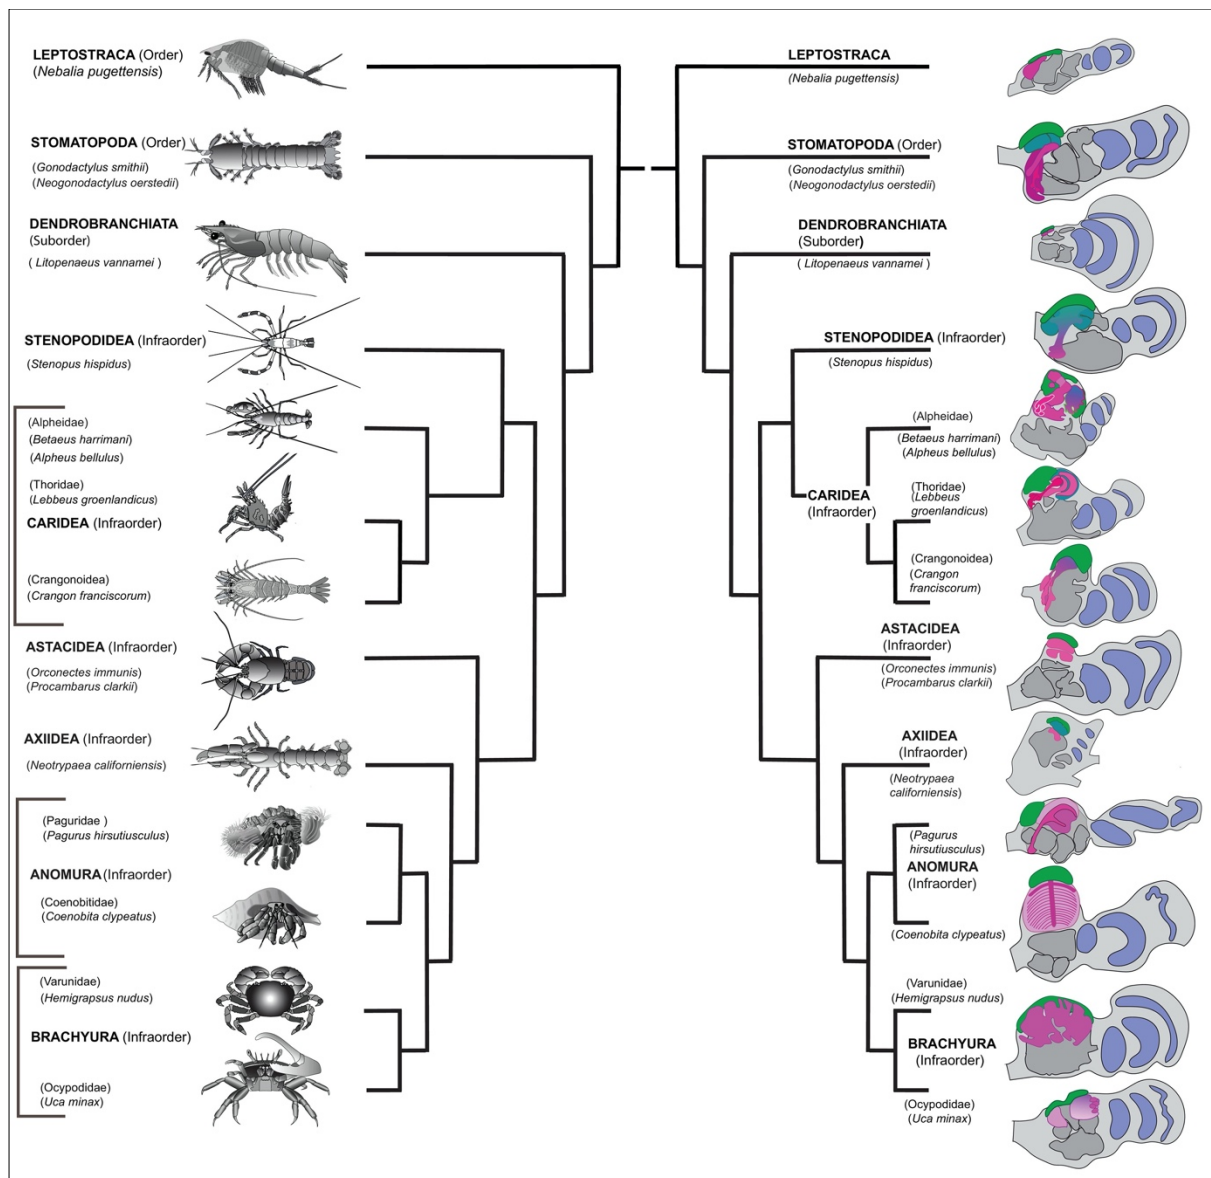 LEPTOSTRACA (Order)
(Nebalia pugettensis)
STOMATOPODA (Order)
(Gonodactylus smithii)
(Neogonodactylus oerstedii)
DENDROBRANCHIATA
(Suborder)
( Litopenaeus vannamei )
STENOPODIDEA (Infraorder)
(Stenopus hispidus)
(Alpheidae)
(Betaeus harrimani)
(Alpheus bellulus)
(Thoridae)
(Lebbeus groenlandicus)
CARIDEA (Infraorder)
(Crangonoidea)
(Crangon franciscorum)
ASTACIDEA (Infraorder)
(Orconectes immunis)
(Procambarus clarkii)
AXIIDEA (Infraorder)
(Neotrypaea californiensis)
(Paguridae )
(Pagurus hirsutiusculus)
ANOMURA (Infraorder)
(Coenobitidae)
(Coenobita clypeatus)
(Varunidae)
(Hemigrapsus nudus)
BRACHYURA (Infraorder)
(Ocypodidae)
(Uca minax)
LEPTOSTRACA
(Nebalia pugettensis)
STOMATOPODA (Order)
(Gonodactylus smithii)
(Neogonodactylus oerstedii)
DENDROBRANCHIATA
(Suborder)
( Litopenaeus vannamei )
STENOPODIDEA (Infraorder)
(Stenopus hispidus)
(Alpheidae)
(Betaeus harrimani)
(Alpheus bellulus)
CARIDEA
(Infraorder)
(Thoridae)
(Lebbeus
groenlandicus)
(Crangonoidea)
(Crangon
franciscorum)
ASTACIDEA
(Infraorder)
(Orconectes immunis)
(Procambarus clarkii)
AXIIDEA
(Infraorder)
(Neotrypaea
californiensis)
(Pagurus
hirsutiusculus)
ANOMURA
(Infraorder)
(Coenobita clypeatus)
(Varunidae)
(Hemigrapsus nudus)
BRACHYURA
(Infraorder)
(Ocypodidae)
(Uca minax)